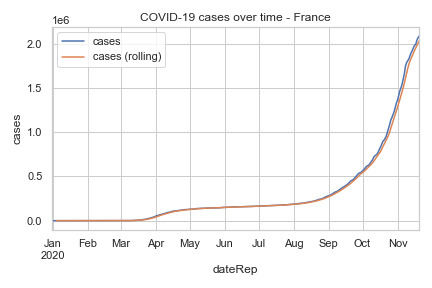 COVID-19 cases over time - France
1e6
cases
cases (rolling)
2.0
1.5
1.0
0.5
0.0
cases
Jan Feb Mar Apr May Jun Jul Aug Sep Oct Nov
2020
dateRep